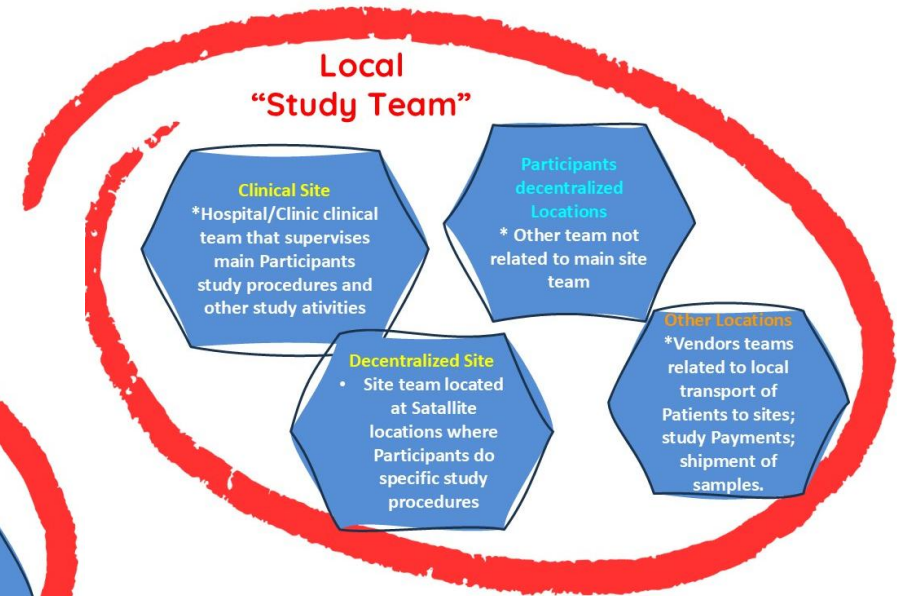 Local
“Study Team”
Clinical Site
*Hospital/Clinic clinical
team that supervises
main Participants
study procedures and
other study ativities
Participants
decentralized
Locations
* Other team not
related to main site
team
Decentralized Site
• Site team located
at Satallite
locations where
Participants do
specific study
procedures
Other Locations
*Vendors teams
related to local
transport of
Patients to sites;
study Payments;
shipment of
samples.